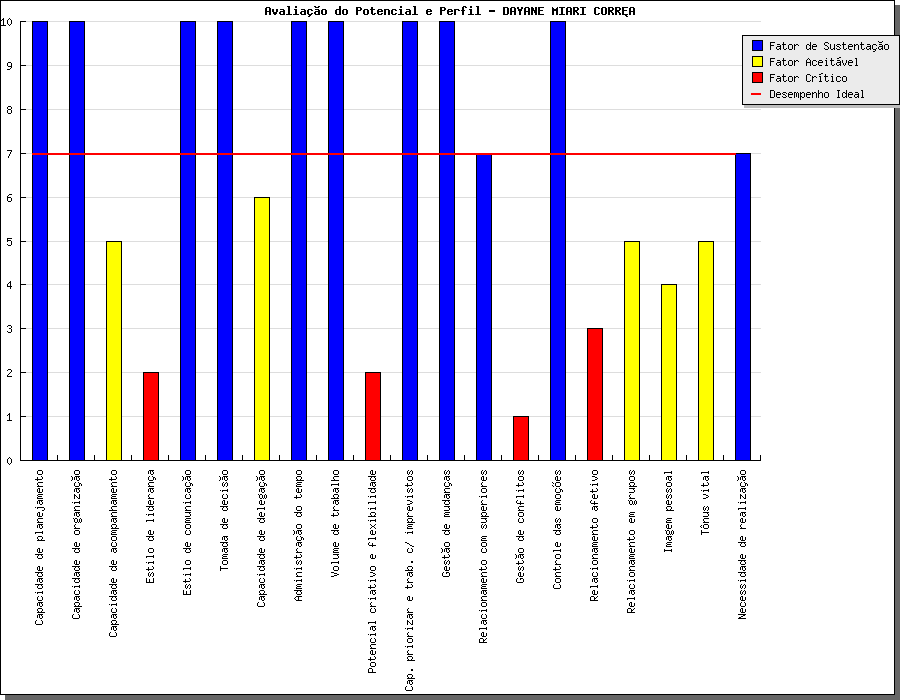 Avaliação do Potencial e Perfil - DAYANE MIARI CORRĘA
Fator de Sustentação
Fator Aceitável
Fator Crítico
Desempenho Ideal
10
9
8
7
6
5
4
3
2
1
0
Capacidade de planejamento
Capacidade de organização
Capacidade de acompanhamento
Estilo de liderança
Estilo de comunicação
Tomada de decisão
Capacidade de delegação
Administração do tempo
Volume de trabalho
Potencial criativo e flexibilidade
Cap. priorizar e trab. c/ imprevistos
Gestão de mudanças
Relacionamento com superiores
Gestão de conflitos
Controle das emoções
Relacionamento afetivo
Relacionamento em grupos
Imagem pessoal
Tônus vital
Necessidade de realização